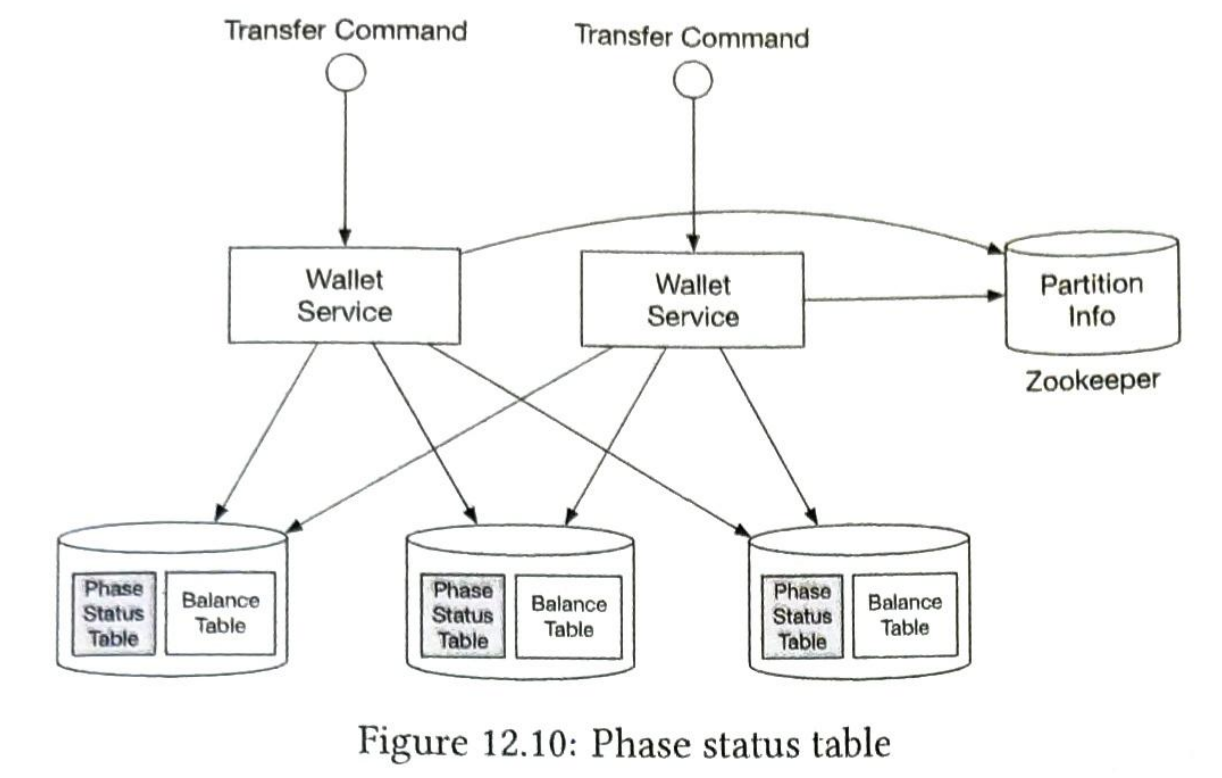 Transfer Command
Transfer Command
Wallet
Service
Wallet
Service
Partition
Info
Zookeeper
Phase
Status
Table
Balance
Table
Phase
Status
Table
Balance
Table
Phase
Status
Table
Balance
Table
Figure 12.10: Phase status table